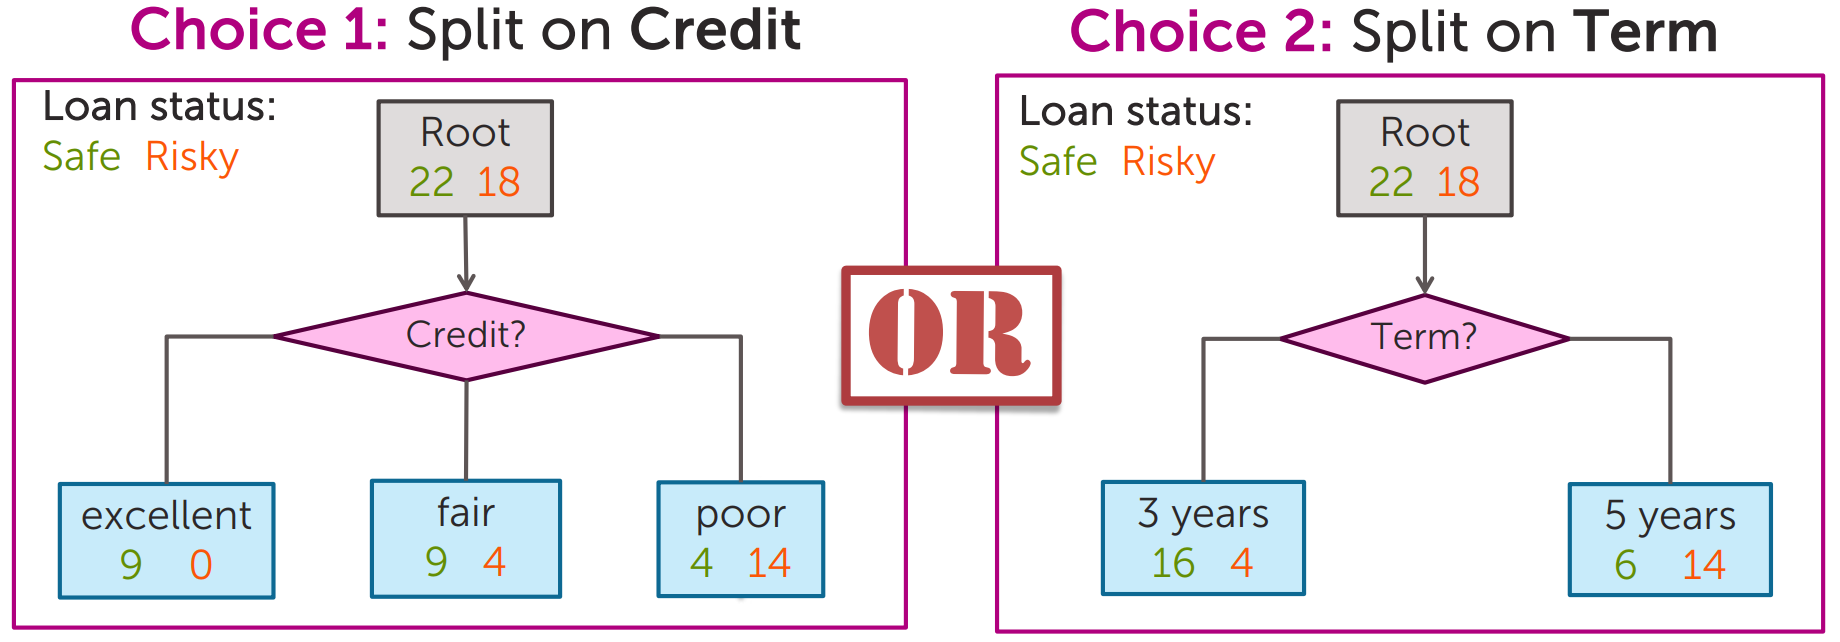 Choice 1: Split on Credit
Loan status:
Safe Risky
Root
22 18
Credit?
excellent
9 0
fair
9 4
poor
4 14
OR
Choice 2: Split on Term
Loan status:
Safe Risky
Root
22 18
Term?
3 years
16 4
5 years
6 14